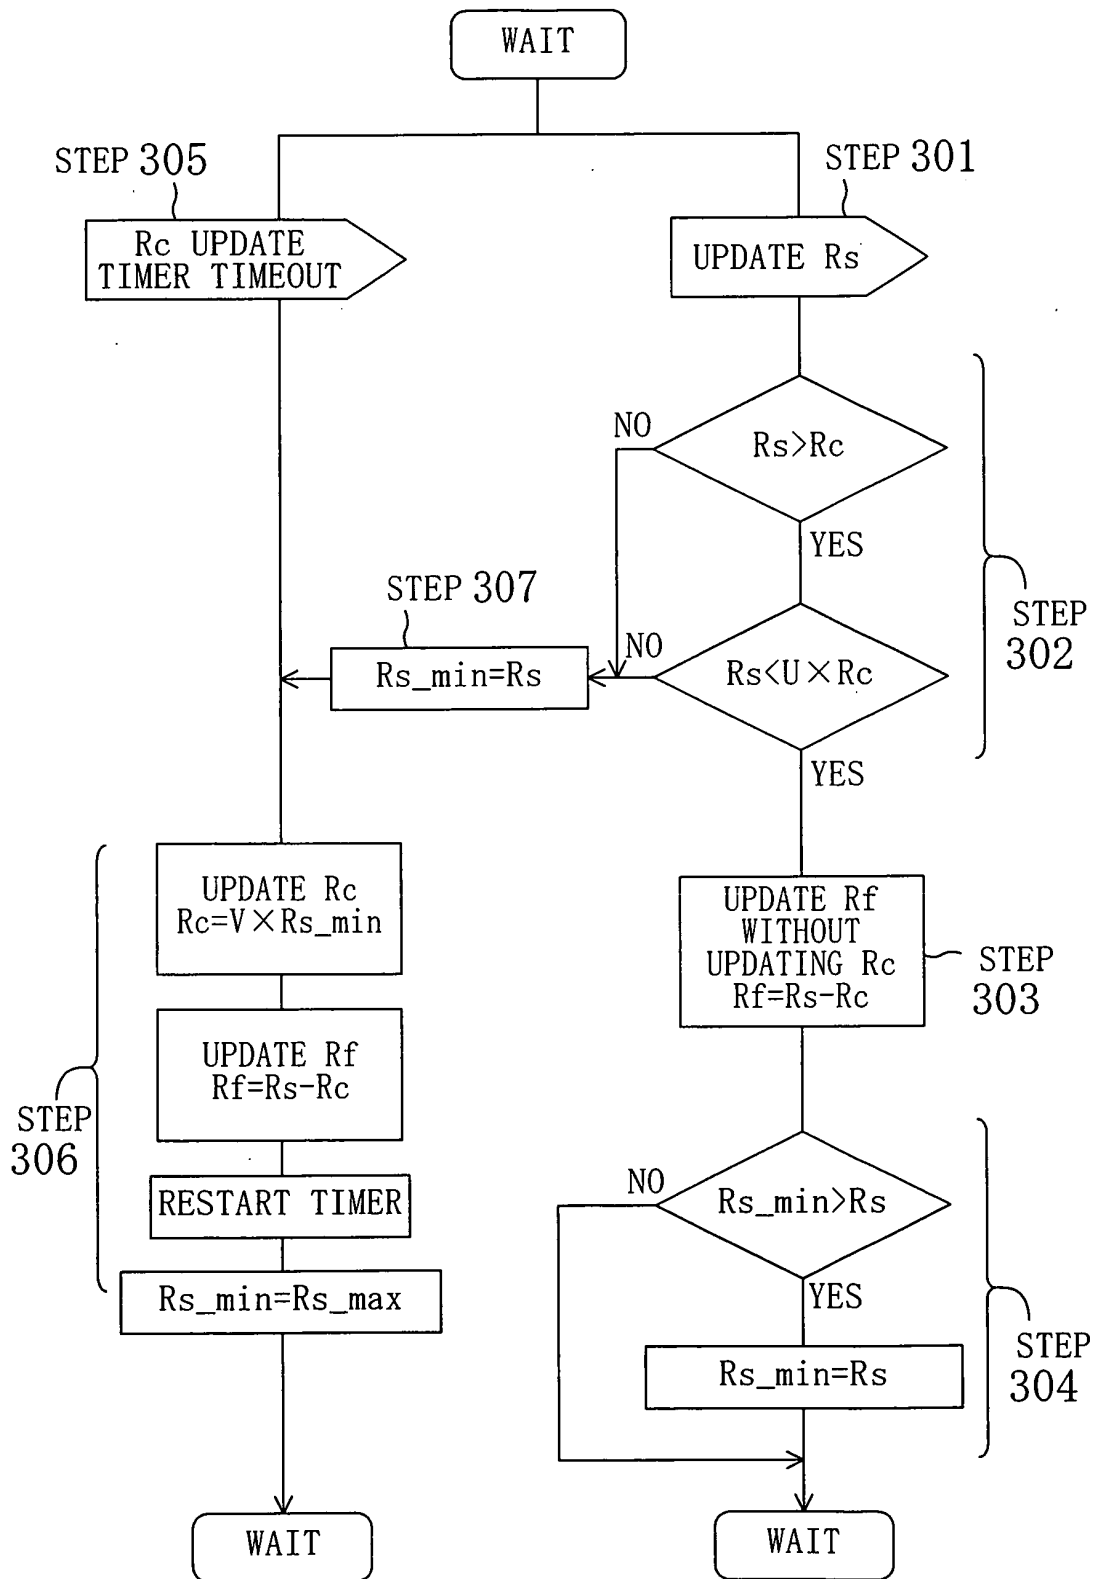 WAIT
STEP 305
STEP 301
Rc UPDATE
TIMER TIMEOUT
UPDATE Rs
NO
Rs>Rc
YES
STEP 307
STEP
302
NO
Rs_min=Rs
Rs<U×Rc
YES
UPDATE Rc
Rc=V×Rs_min
UPDATE Rf
WITHOUT
UPDATING Rc
Rf=Rs-Rc
STEP
303
UPDATE Rf
Rf=Rs-Rc
STEP
306
RESTART TIMER
NO
Rs_min>Rs
YES
Rs_min=Rs_max
STEP
304
Rs_min=Rs
WAIT
WAIT